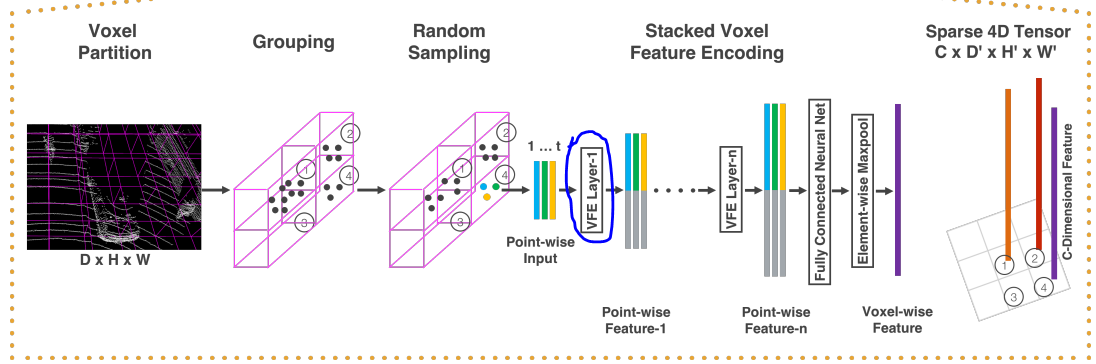 Voxel
Partition
Grouping
Random
Sampling
Stacked Voxel
Feature Encoding
Sparse 4D Tensor
C x D' x H' x W'
D x H x W
1
2
3
4
1
2
3
4
1 ... t
Point-wise
Input
VFE Layer-1
Point-wise
Feature-1
VFE Layer-n
Point-wise
Feature-n
Fully Connected Neural Net
Element-wise Maxpool
Voxel-wise
Feature
C-Dimensional Feature
1
2
3
4